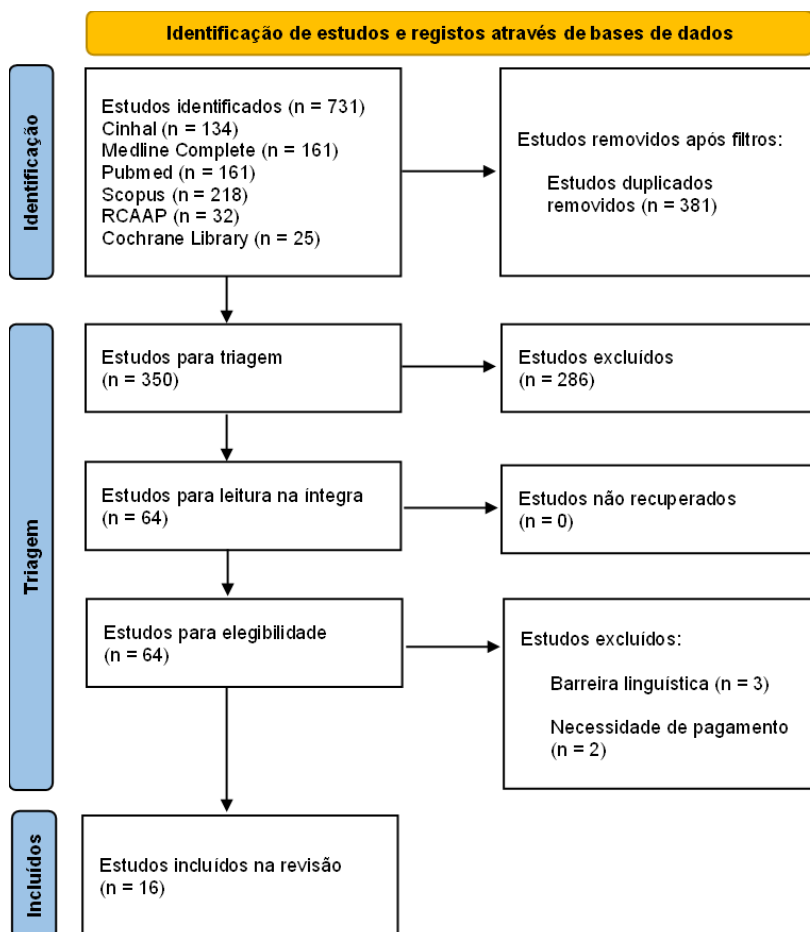 Identificação de estudos e registos através de bases de dados
Identificação
Estudos identificados (n = 731)
Cinhal (n = 134)
Medline Complete (n = 161)
Pubmed (n = 161)
Scopus (n = 218)
RCAAP (n = 32)
Cochrane Library (n = 25)
Estudos removidos após filtros:
Estudos duplicados
removidos (n = 381)
Triagem
Estudos para triagem
(n = 350)
Estudos excluídos
(n = 286)
Estudos para leitura na íntegra
(n = 64)
Estudos não recuperados
(n = 0)
Estudos para elegibilidade
(n = 64)
Estudos excluídos:
Barreira linguística (n = 3)
Necessidade de pagamento
(n = 2)
Incluídos
Estudos incluídos na revisão
(n = 16)